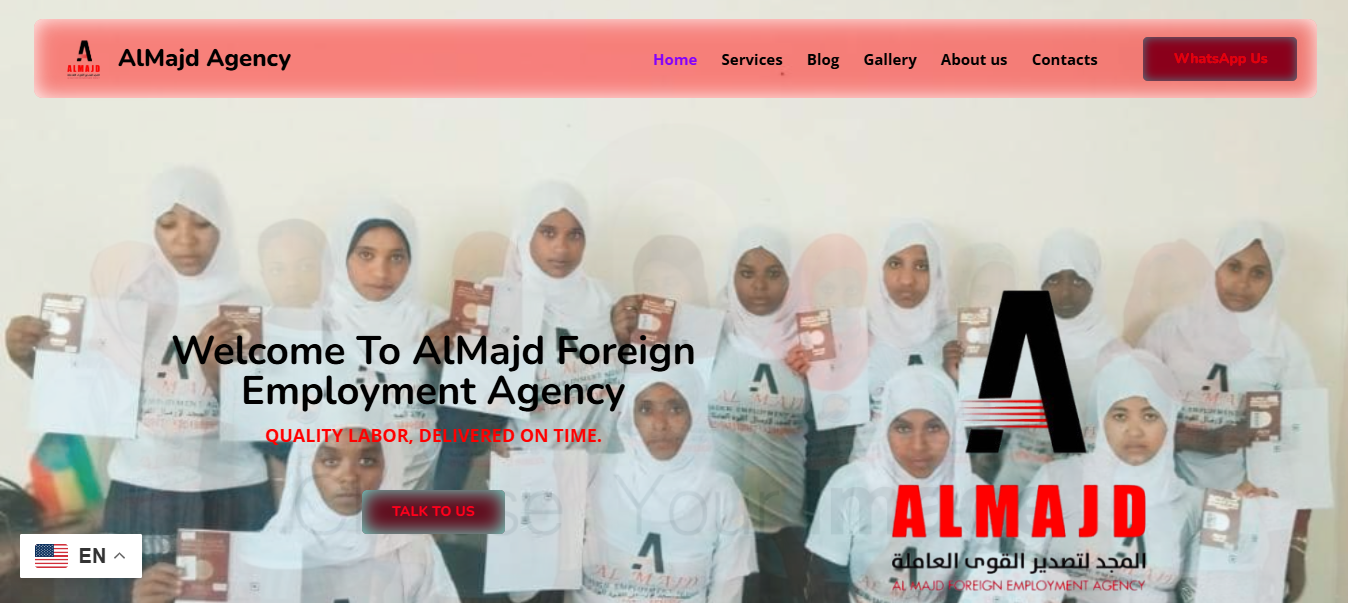 ALMAJD
AlMajd Agency
Home
Services
Blog
Gallery
About us
Contacts
WhatsApp Us
Welcome To AlMajd Foreign
Employment Agency
QUALITY LABOR, DELIVERED ON TIME.
TALK TO US
EN
ALMAJD
المجد لتصدير القوى العاملة
AL MAJD FOREIGN EMPLOYMENT AGENCY